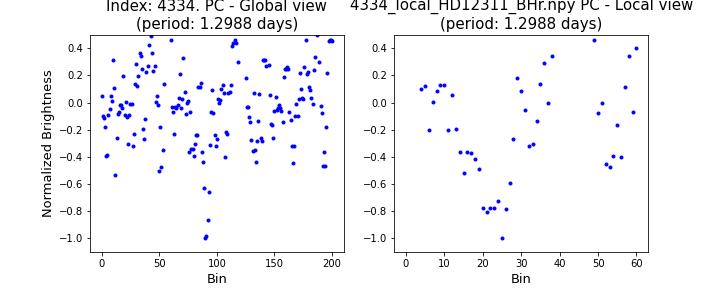 Index: 4334. PC - Global view
(period: 1.2988 days)
4334_local_HD12311_BHr.npy PC - Local view
(period: 1.2988 days)
Normalized Brightness
0.4
0.2
0.0
−0.2
−0.4
−0.6
−0.8
−1.0
0 50 100 150 200
Bin
0.4
0.2
0.0
−0.2
−0.4
−0.6
−0.8
−1.0
0 10 20 30 40 50 60
Bin